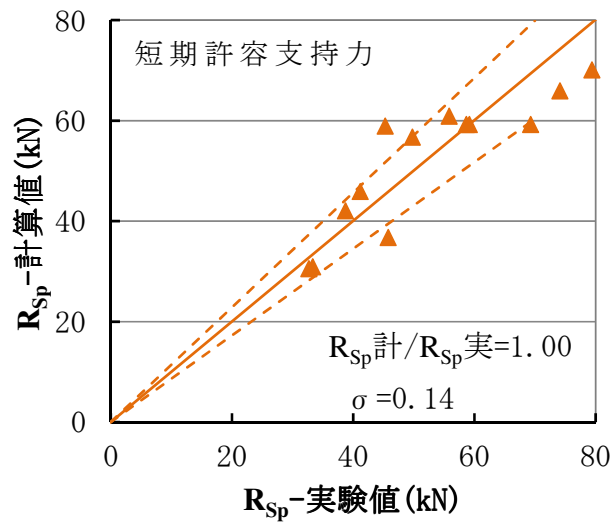 80
短期許容支持力
60
40
20
0
R_Sp-計算値(kN)
R_Sp計/R_Sp実=1.00
σ=0.14
0 20 40 60 80
R_Sp-実験値(kN)